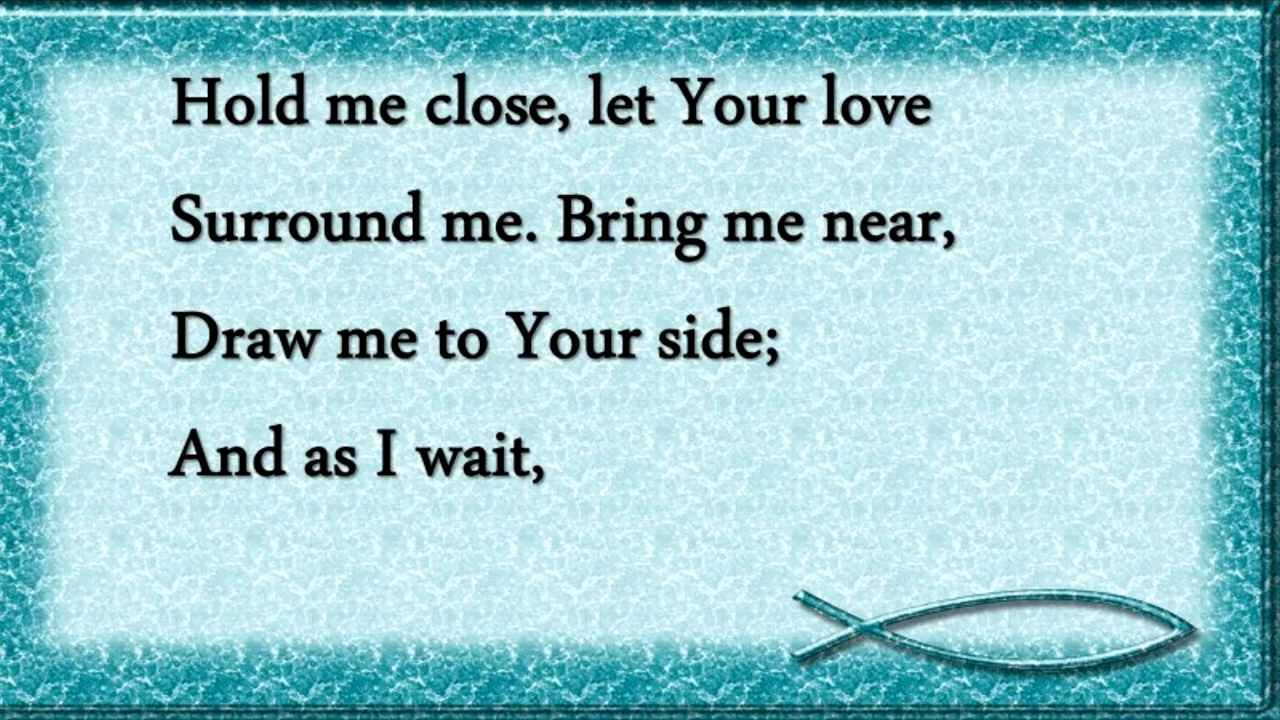 Hold me close, let Your love
Surround me. Bring me near,
Draw me to Your side;
And as I wait,